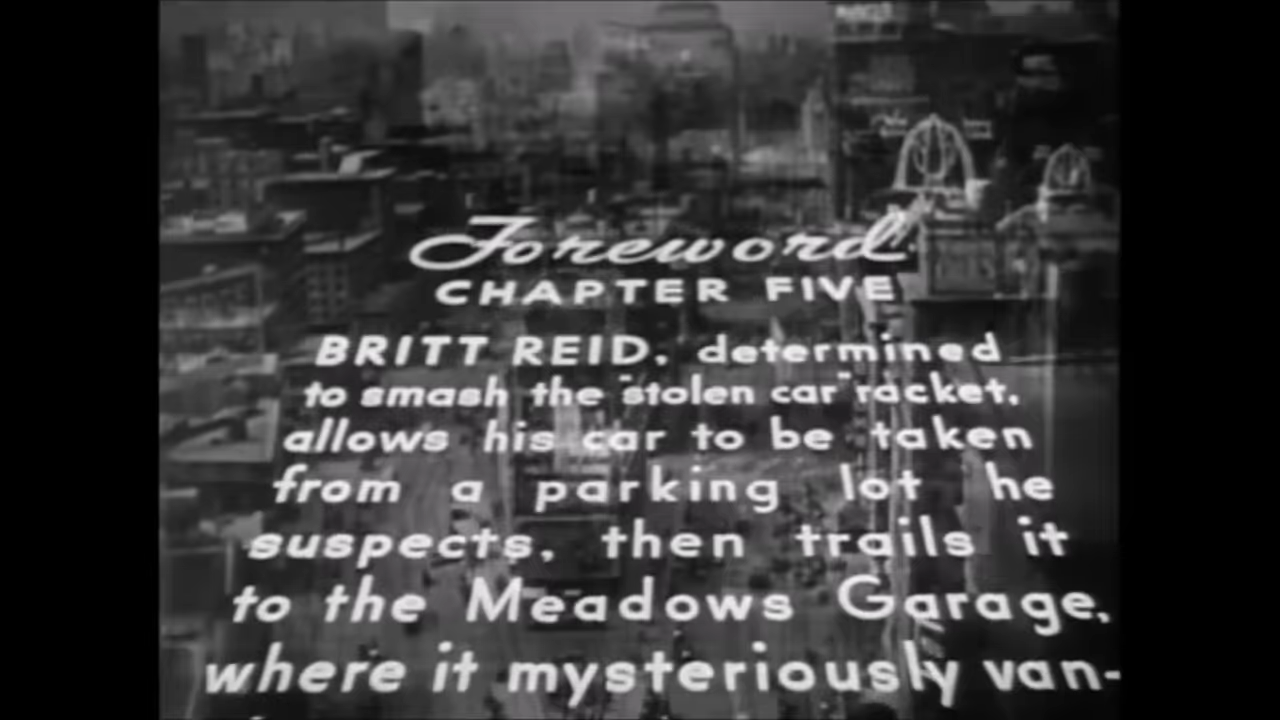 Foreword
CHAPTER FIVE
BRITT REID, determined
to smash the "stolen car" racket,
allows his car to be taken
from a parking lot he
suspects, then trails it
to the Meadows Garage,
where it mysteriously van-